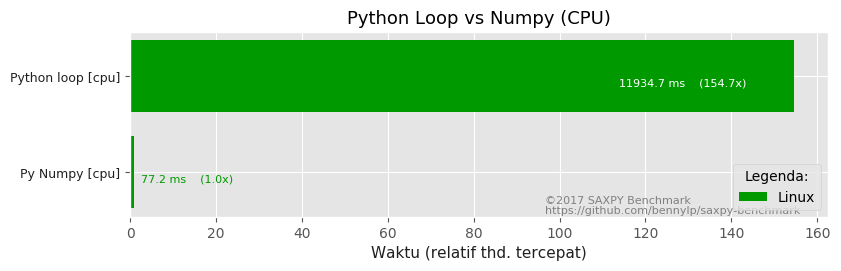 Python Loop vs Numpy (CPU)
Python loop [cpu]
11934.7 ms (154.7x)
Py Numpy [cpu]
77.2 ms (1.0x)
Legenda:
Linux
©2017 SAXPY Benchmark
https://github.com/bennylp/saxpy-benchmark
0 20 40 60 80 100 120 140 160
Waktu (relatif thd. tercepat)